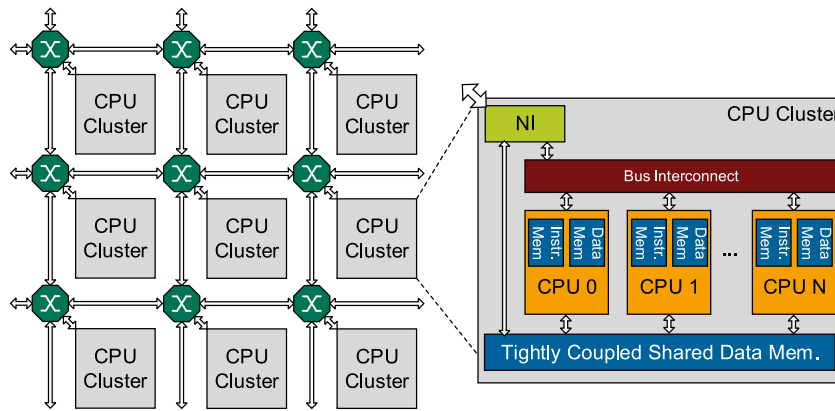 CPU
Cluster
CPU
Cluster
CPU
Cluster
CPU
Cluster
CPU
Cluster
CPU
Cluster
CPU
Cluster
CPU
Cluster
CPU
Cluster
CPU Cluster
NI
Bus Interconnect
Instr.
Mem
Data
Mem
CPU 0
Instr.
Mem
Data
Mem
CPU 1
...
Instr.
Mem
Data
Mem
CPU N
Tightly Coupled Shared Data Mem.